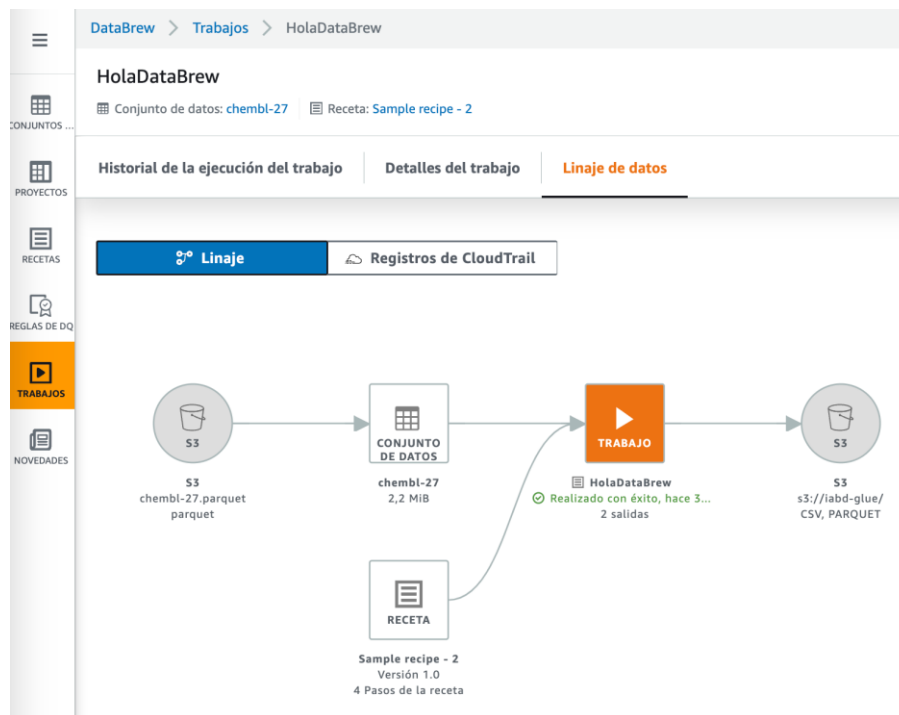 DataBrew > Trabajos > HolaDataBrew
HolaDataBrew
Conjunto de datos: chembl-27 Receta: Sample recipe - 2
CONJUNTOS ...
PROYECTOS
RECETAS
REGLAS DE DQ
TRABAJOS
NOVEDADES
Historial de la ejecución del trabajo Detalles del trabajo Linaje de datos
Linaje Registros de CloudTrail
S3
S3
chembl-27.parquet
parquet
CONJUNTO
DE DATOS
chembl-27
2,2 MiB
TRABAJO
HolaDataBrew
Realizado con éxito, hace 3...
2 salidas
S3
S3
s3://iabd-glue/
CSV, PARQUET
RECETA
Sample recipe - 2
Versión 1.0
4 Pasos de la receta